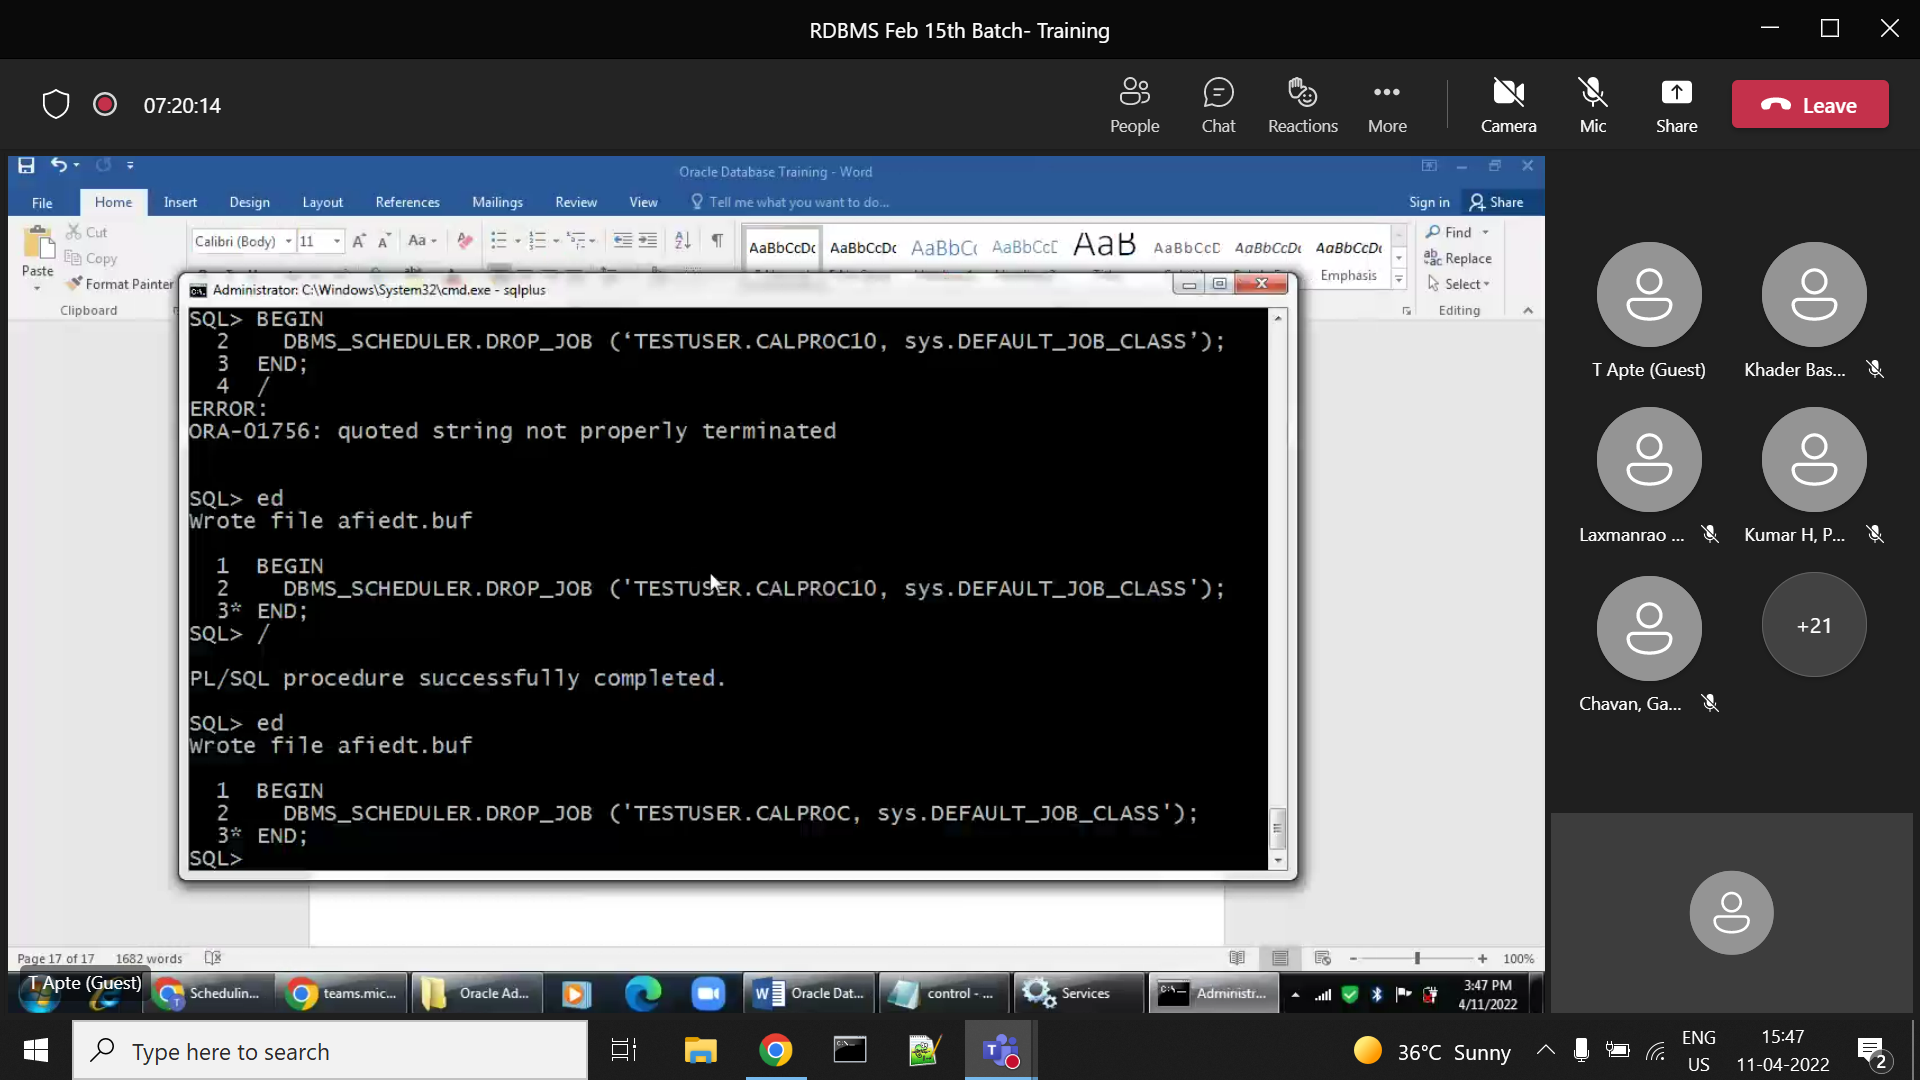 RDBMS Feb 15th Batch- Training
07:20:14
People
Chat
Reactions
More
Camera
Mic
Share
Leave
Oracle Database Training - Word
File
Home
Insert
Design
Layout
References
Mailings
Review
View
Tell me what you want to do...
Sign in
Share
Paste
Cut
Copy
Format Painter
Clipboard
Calibri (Body)
11
Aa
AaBbCcDc
AaBbCcDc
AaBbC
AaBbCcC
AaB
AaBbCcD
AaBbCcDc
AaBbCcDc
Emphasis
Find
Replace
Select
Editing
Administrator: C:\Windows\System32\cmd.exe - sqlplus
SQL> BEGIN
2 DBMS_SCHEDULER.DROP_JOB (‘TESTUSER.CALPROC10, sys.DEFAULT_JOB_CLASS’);
3 END;
4 /
ERROR:
ORA-01756: quoted string not properly terminated
SQL> ed
Wrote file afiedt.buf
1 BEGIN
2 DBMS_SCHEDULER.DROP_JOB ('TESTUSER.CALPROC10, sys.DEFAULT_JOB_CLASS');
3* END;
SQL> /
PL/SQL procedure successfully completed.
SQL> ed
Wrote file afiedt.buf
1 BEGIN
2 DBMS_SCHEDULER.DROP_JOB ('TESTUSER.CALPROC, sys.DEFAULT_JOB_CLASS');
3* END;
SQL>
T Apte (Guest)
Khader Bas...
Laxmanrao ...
Kumar H, P...
Chavan, Ga...
+21
Page 17 of 17
1682 words
100%
T Apte (Guest)
Schedulin...
teams.mic...
Oracle Ad...
Oracle Dat...
control - ...
Services
Administr...
3:47 PM
4/11/2022
Type here to search
36°C Sunny
ENG
US
15:47
11-04-2022
2